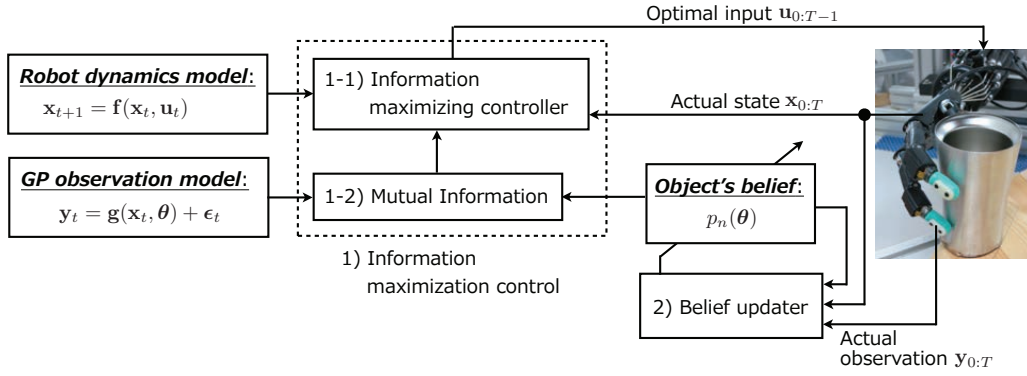 Optimal input u₀:T−1
Robot dynamics model:
xₜ₊₁ = f(xₜ, uₜ)
1-1) Information
maximizing controller
Actual state x₀:T
GP observation model:
yₜ = g(xₜ, θ) + ϵₜ
1-2) Mutual Information
Object's belief:
pₙ(θ)
1) Information
maximization control
2) Belief updater
Actual
observation y₀:T